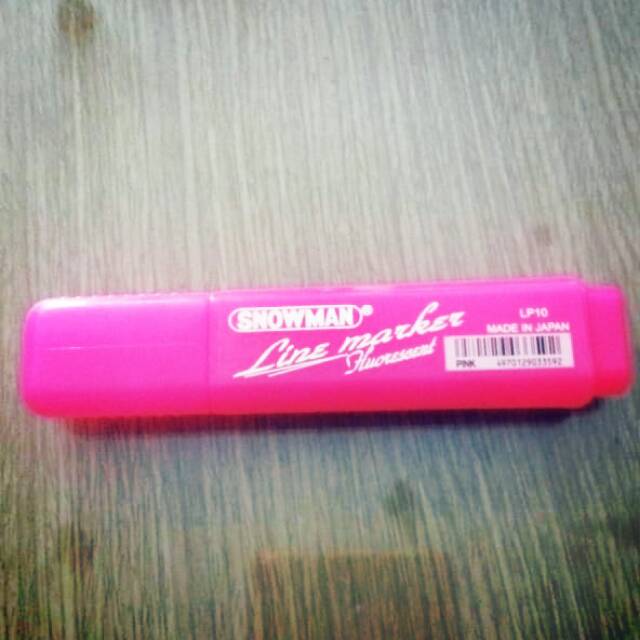 SNOWMAN®
Line marker
Fluorescent
LP10
MADE IN JAPAN
PINK 4970129033592